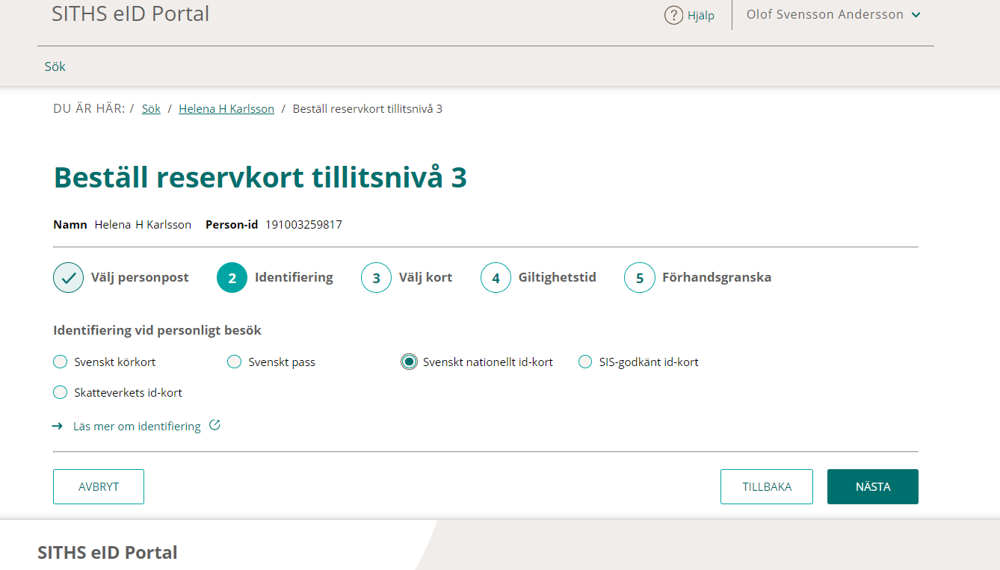 SITHS eID Portal
? Hjälp
Olof Svensson Andersson
Sök
DU ÄR HÄR: / Sök / Helena H Karlsson / Beställ reservkort tillitsnivå 3
Beställ reservkort tillitsnivå 3
Namn Helena H Karlsson Person-id 191003259817
Välj personpost 2 Identifiering 3 Välj kort 4 Giltighetstid 5 Förhandsgranska
Identifiering vid personligt besök
Svenskt körkort Svenskt pass Svenskt nationellt id-kort SIS-godkänt id-kort
Skatteverkets id-kort
Läs mer om identifiering
AVBRYT TILLBAKA NÄSTA
SITHS eID Portal